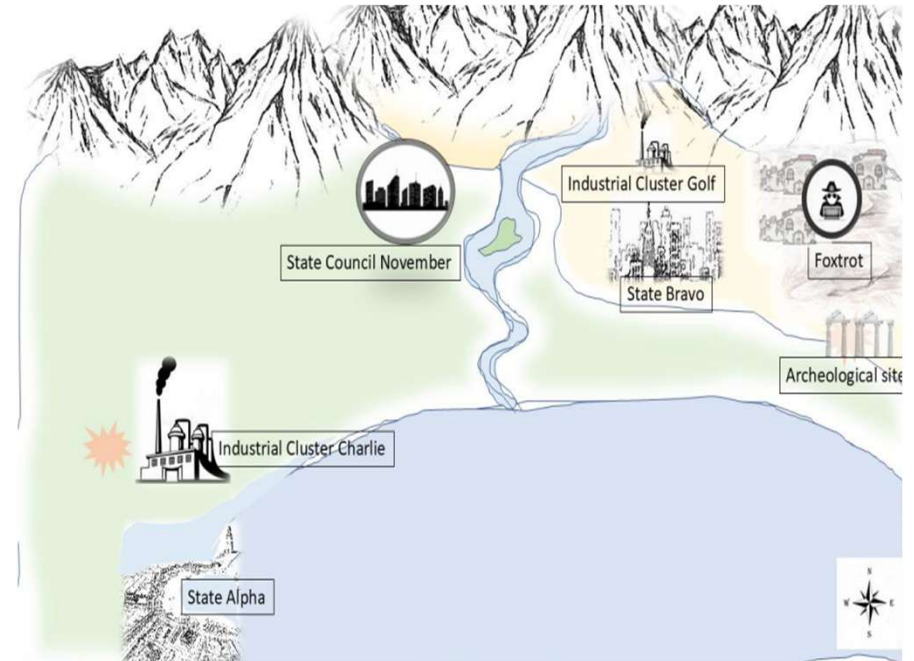 Industrial Cluster Golf
State Council November
Foxtrot
State Bravo
Archeological site
Industrial Cluster Charlie
State Alpha
N
W
E
S